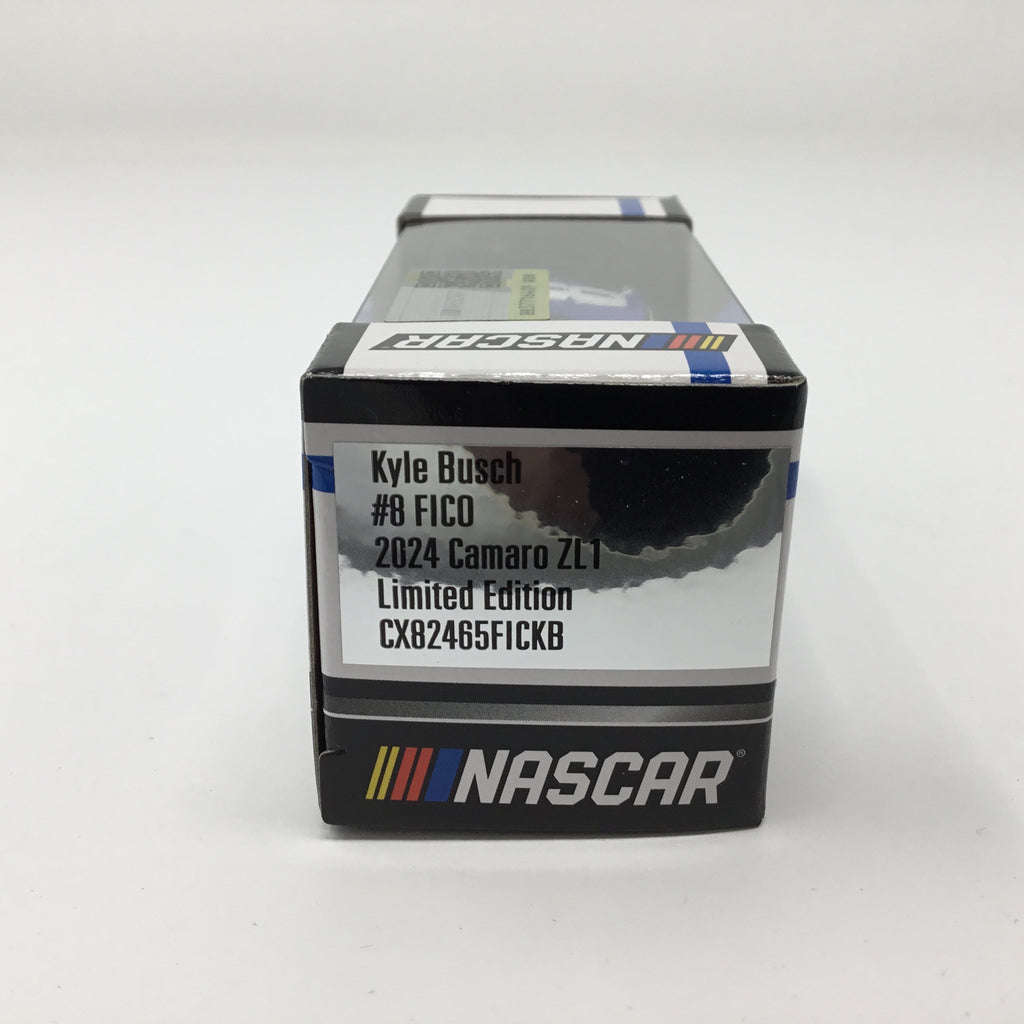 NASCAR
Kyle Busch
#8 FICO
2024 Camaro ZL1
Limited Edition
CX82465FICKB
NASCAR®